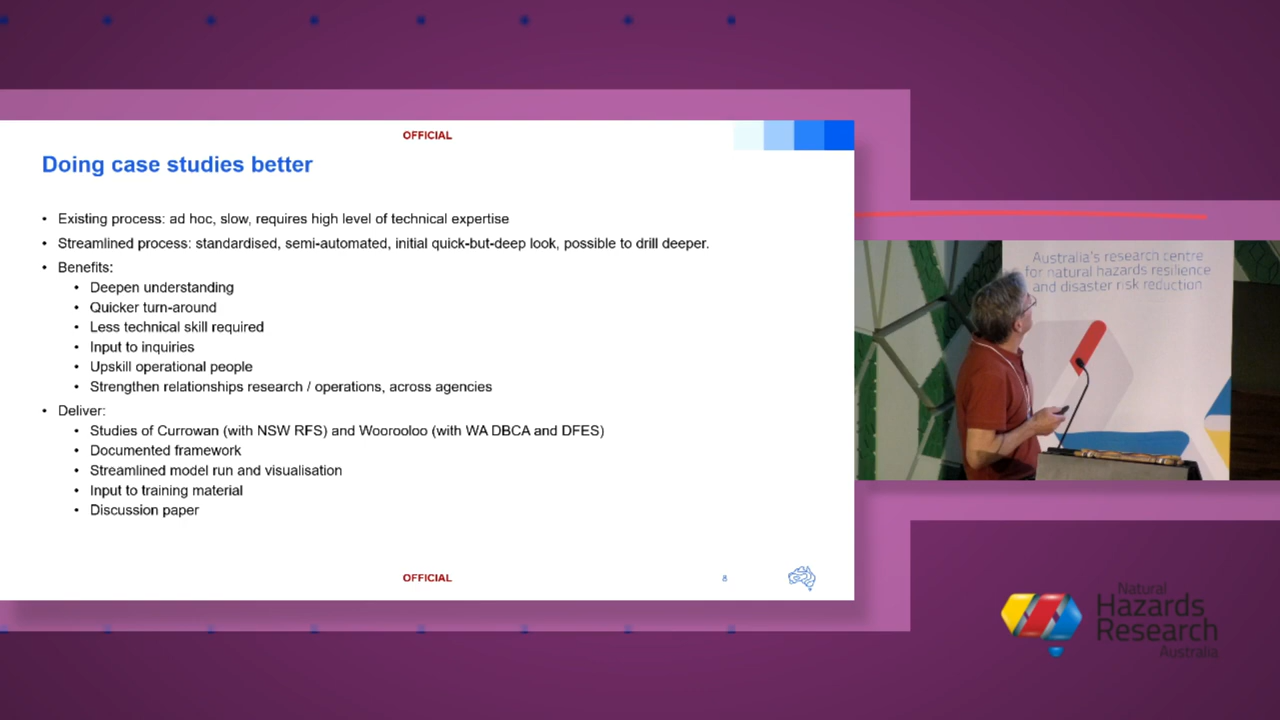 OFFICIAL
Doing case studies better
• Existing process: ad hoc, slow, requires high level of technical expertise
• Streamlined process: standardised, semi-automated, initial quick-but-deep look, possible to drill deeper.
• Benefits:
• Deepen understanding
• Quicker turn-around
• Less technical skill required
• Input to inquiries
• Upskill operational people
• Strengthen relationships research / operations, across agencies
• Deliver:
• Studies of Currowan (with NSW RFS) and Woorooloo (with WA DBCA and DFES)
• Documented framework
• Streamlined model run and visualisation
• Input to training material
• Discussion paper
OFFICIAL
8
Australia's research centre
for natural hazards resilience
and disaster risk reduction
Natural
Hazards
Research
Australia